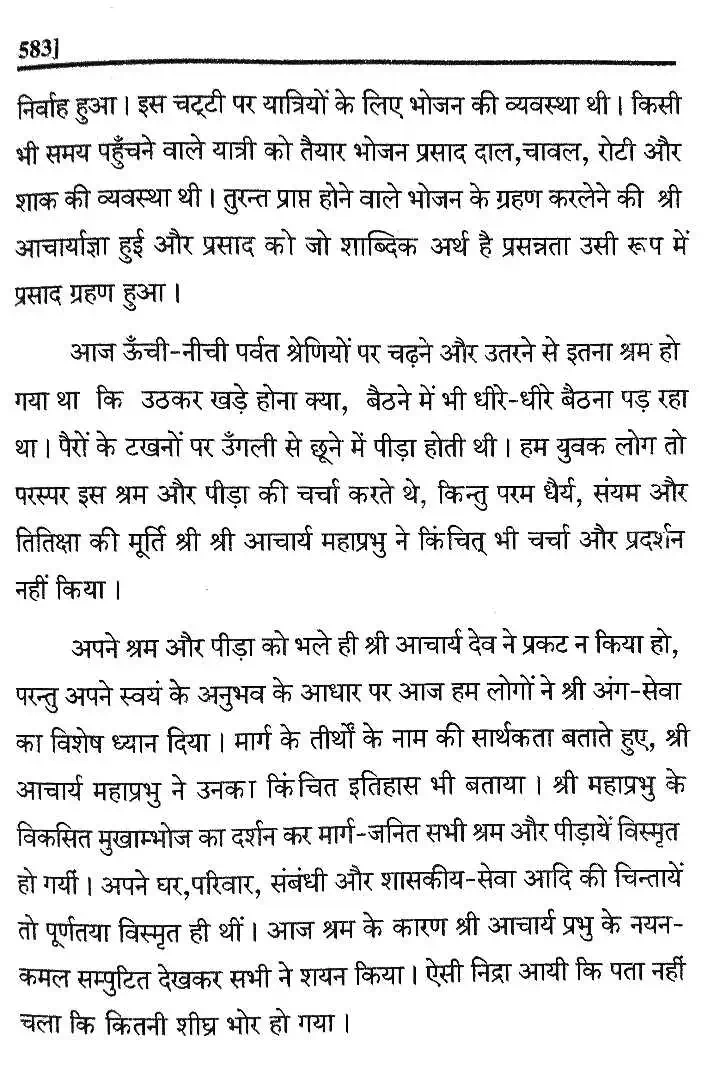 583]
निर्वाह हुआ। इस चट्टी पर यात्रियों के लिए भोजन की व्यवस्था थी। किसी
भी समय पहुँचने वाले यात्री को तैयार भोजन प्रसाद दाल,चावल, रोटी और
शाक की व्यवस्था थी। तुरन्त प्राप्त होने वाले भोजन के ग्रहण करलेने की श्री
आचार्याज्ञा हुई और प्रसाद को जो शाब्दिक अर्थ है प्रसन्नता उसी रूप में
प्रसाद ग्रहण हुआ।
आज ऊँची-नीची पर्वत श्रेणियों पर चढ़ने और उतरने से इतना श्रम हो
गया था कि उठकर खड़े होना क्या, बैठने में भी धीरे-धीरे बैठना पड़ रहा
था। पैरों के टखनों पर उँगली से छूने में पीड़ा होती थी। हम युवक लोग तो
परस्पर इस श्रम और पीड़ा की चर्चा करते थे, किन्तु परम धैर्य, संयम और
तितिक्षा की मूर्ति श्री श्री आचार्य महाप्रभु ने किंचित् भी चर्चा और प्रदर्शन
नहीं किया।
अपने श्रम और पीड़ा को भले ही श्री आचार्य देव ने प्रकट न किया हो,
परन्तु अपने स्वयं के अनुभव के आधार पर आज हम लोगों ने श्री अंग-सेवा
का विशेष ध्यान दिया। मार्ग के तीर्थों के नाम की सार्थकता बताते हुए, श्री
आचार्य महाप्रभु ने उनका किंचित इतिहास भी बताया। श्री महाप्रभु के
विकसित मुखाम्भोज का दर्शन कर मार्ग-जनित सभी श्रम और पीड़ायें विस्मृत
हो गयीं। अपने घर,परिवार, संबंधी और शासकीय-सेवा आदि की चिन्तायें
तो पूर्णतया विस्मृत ही थीं। आज श्रम के कारण श्री आचार्य प्रभु के नयन-
कमल सम्पुटित देखकर सभी ने शयन किया। ऐसी निद्रा आयी कि पता नहीं
चला कि कितनी शीघ्र भोर हो गया।